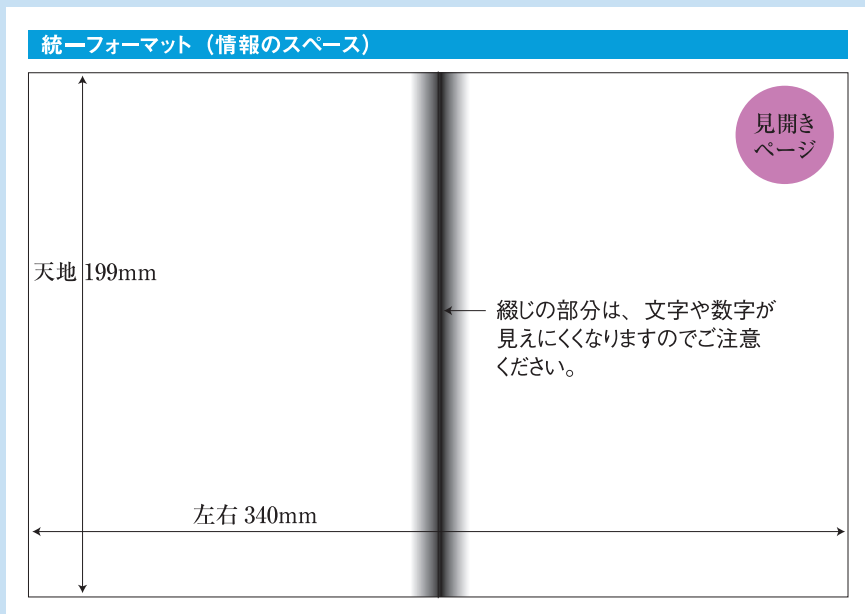 統一フォーマット（情報のスペース）
見開き
ページ
天地 199mm
綴じの部分は、文字や数字が
見えにくくなりますのでご注意
ください。
左右 340mm